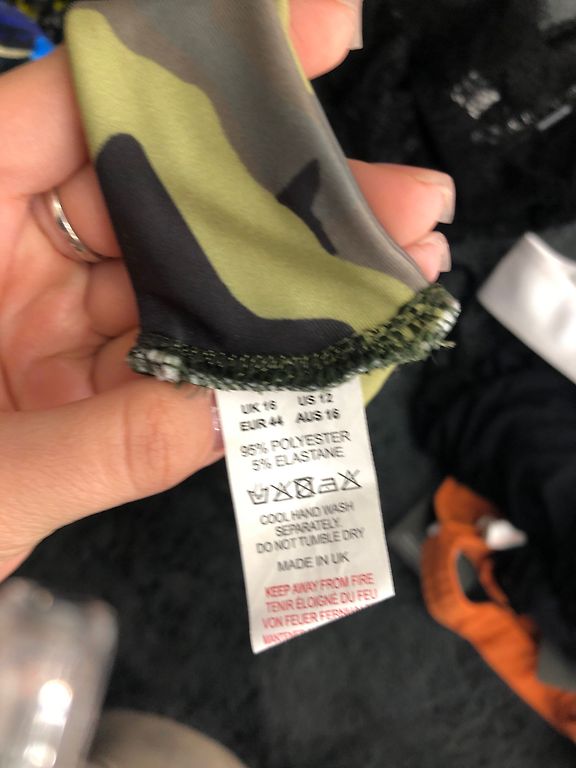 UK 16 US 12
EUR 44 AUS 16
95% POLYESTER
5% ELASTANE
COOL HAND WASH
SEPARATELY.
DO NOT TUMBLE DRY
MADE IN UK
KEEP AWAY FROM FIRE
TENIR ÉLOIGNÉ DU FEU
VON FEUER